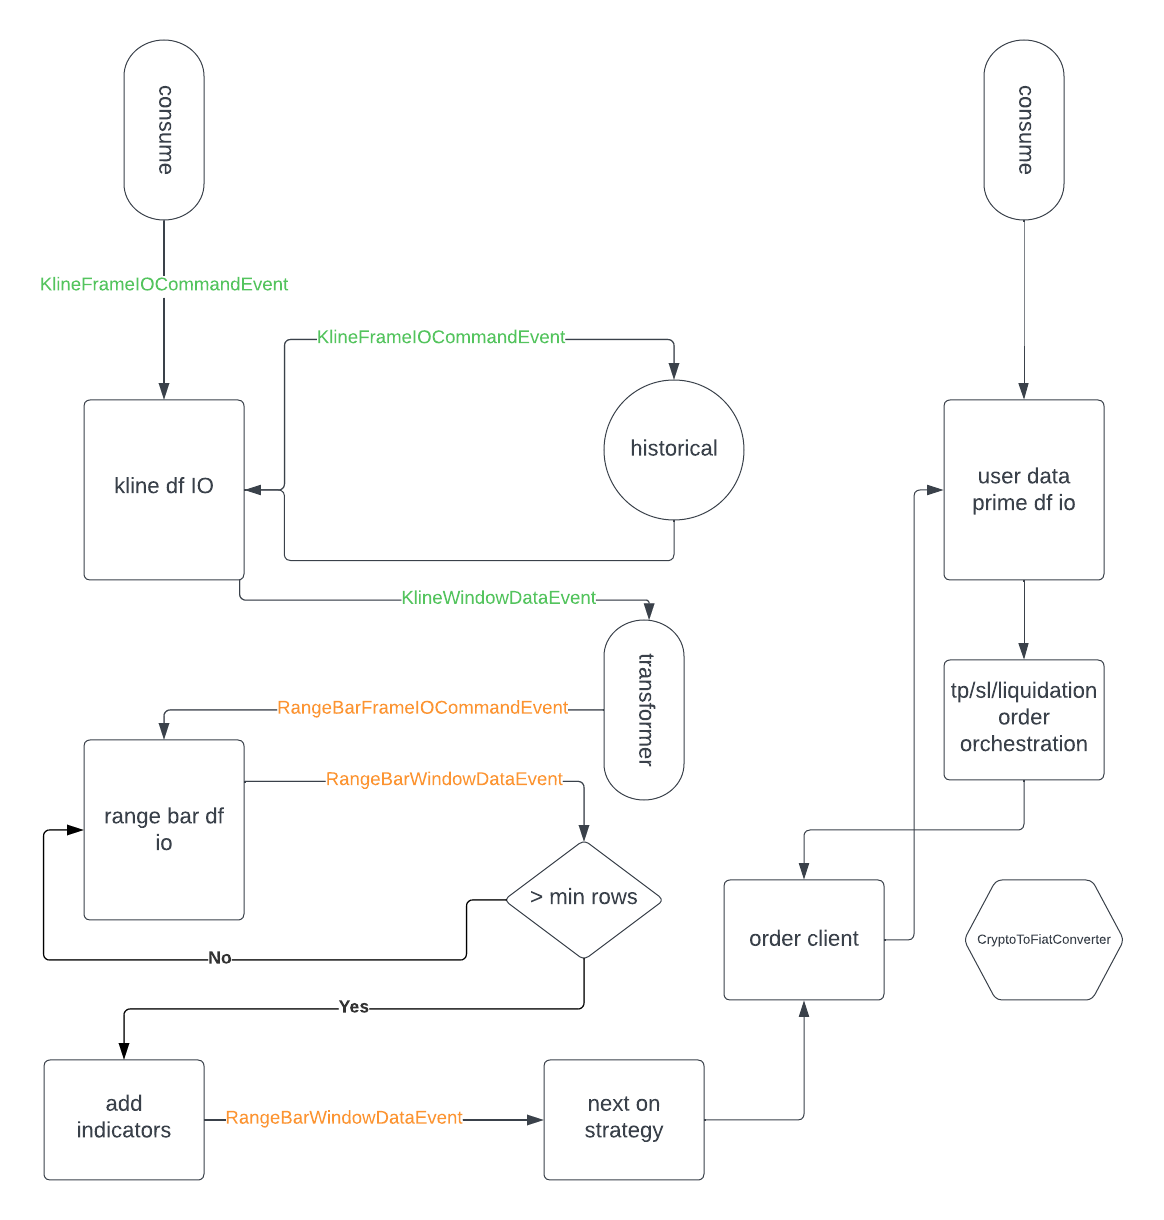 consume
consume
KlineFrameIOCommandEvent
KlineFrameIOCommandEvent
historical
kline df IO
user data
prime df io
KlineWindowDataEvent
transformer
tp/sl/liquidation
order
orchestration
RangeBarFrameIOCommandEvent
RangeBarWindowDataEvent
range bar df
io
> min rows
order client
CryptoToFiatConverter
No
Yes
add
indicators
RangeBarWindowDataEvent
next on
strategy